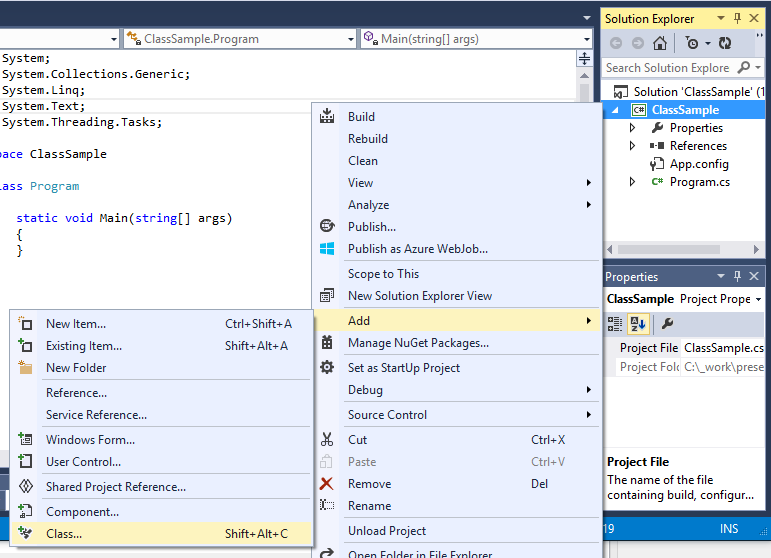 Solution Explorer
ClassSample.Program
Main(string[] args)
Search Solution Explore
System;
System.Collections.Generic;
System.Linq;
System.Text;
System.Threading.Tasks;
pace ClassSample
lass Program
static void Main(string[] args)
{
}
Solution 'ClassSample' (1
C# ClassSample
Properties
References
App.config
C# Program.cs
Build
Rebuild
Clean
View
Analyze
Publish...
Publish as Azure WebJob...
Scope to This
New Solution Explorer View
Add
Manage NuGet Packages...
Set as StartUp Project
Debug
Source Control
Cut Ctrl+X
Paste Ctrl+V
Remove Del
Rename
Unload Project
Open Folder in File Explorer
New Item... Ctrl+Shift+A
Existing Item... Shift+Alt+A
New Folder
Reference...
Service Reference...
Windows Form...
User Control...
Shared Project Reference...
Component...
Class... Shift+Alt+C
Properties
ClassSample Project Prope
Project File ClassSample.cs
Project Folc C:\_work\prese
Project File
The name of the file
containing build, configur...
19 INS